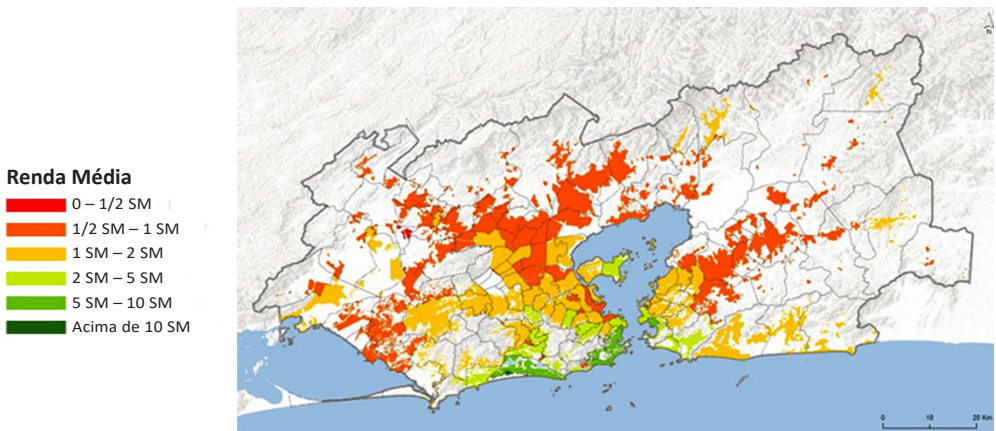 Renda Média
0 – 1/2 SM
1/2 SM – 1 SM
1 SM – 2 SM
2 SM – 5 SM
5 SM – 10 SM
Acima de 10 SM
N
0 10 20 Km